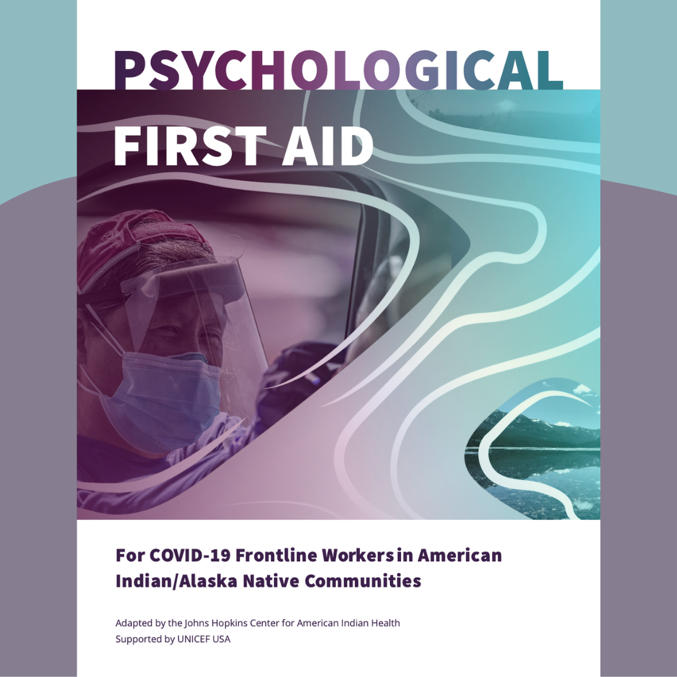 PSYCHOLOGICAL
FIRST AID
For COVID-19 Frontline Workers in American
Indian/Alaska Native Communities
Adapted by the Johns Hopkins Center for American Indian Health
Supported by UNICEF USA